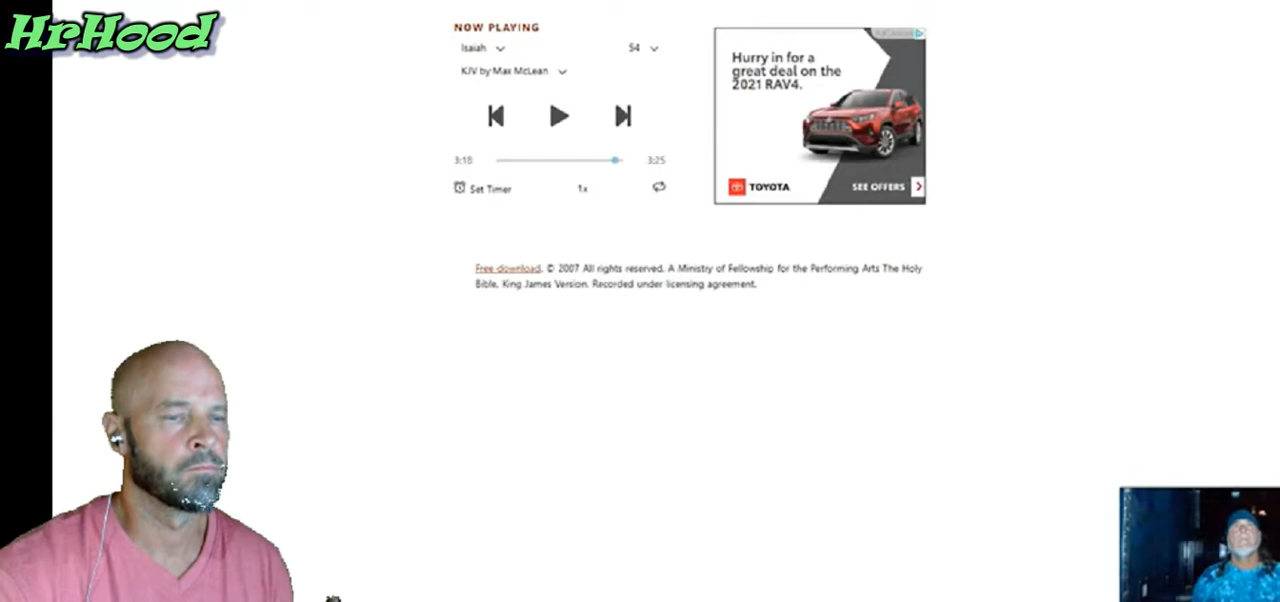 HrHood
NOW PLAYING
Isaiah 54
KJV by Max McLean
3:18 3:25
Set Timer 1x
Hurry in for a
great deal on the
2021 RAV4.
TOYOTA SEE OFFERS
Free download. © 2007 All rights reserved. A Ministry of Fellowship for the Performing Arts The Holy
Bible, King James Version. Recorded under licensing agreement.